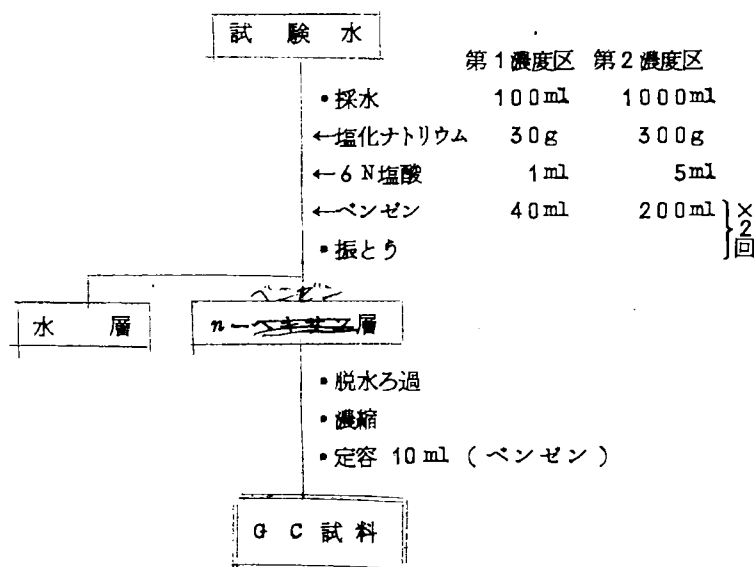 試験水
第1濃度区 第2濃度区
・採水 100ml 1000ml
←塩化ナトリウム 30g 300g
←6N塩酸 1ml 5ml
←ベンゼン 40ml 200ml
・振とう
×2回
ベンゼン
水層 n-ヘキサン層
・脱水ろ過
・濃縮
・定容 10ml (ベンゼン)
GC試料